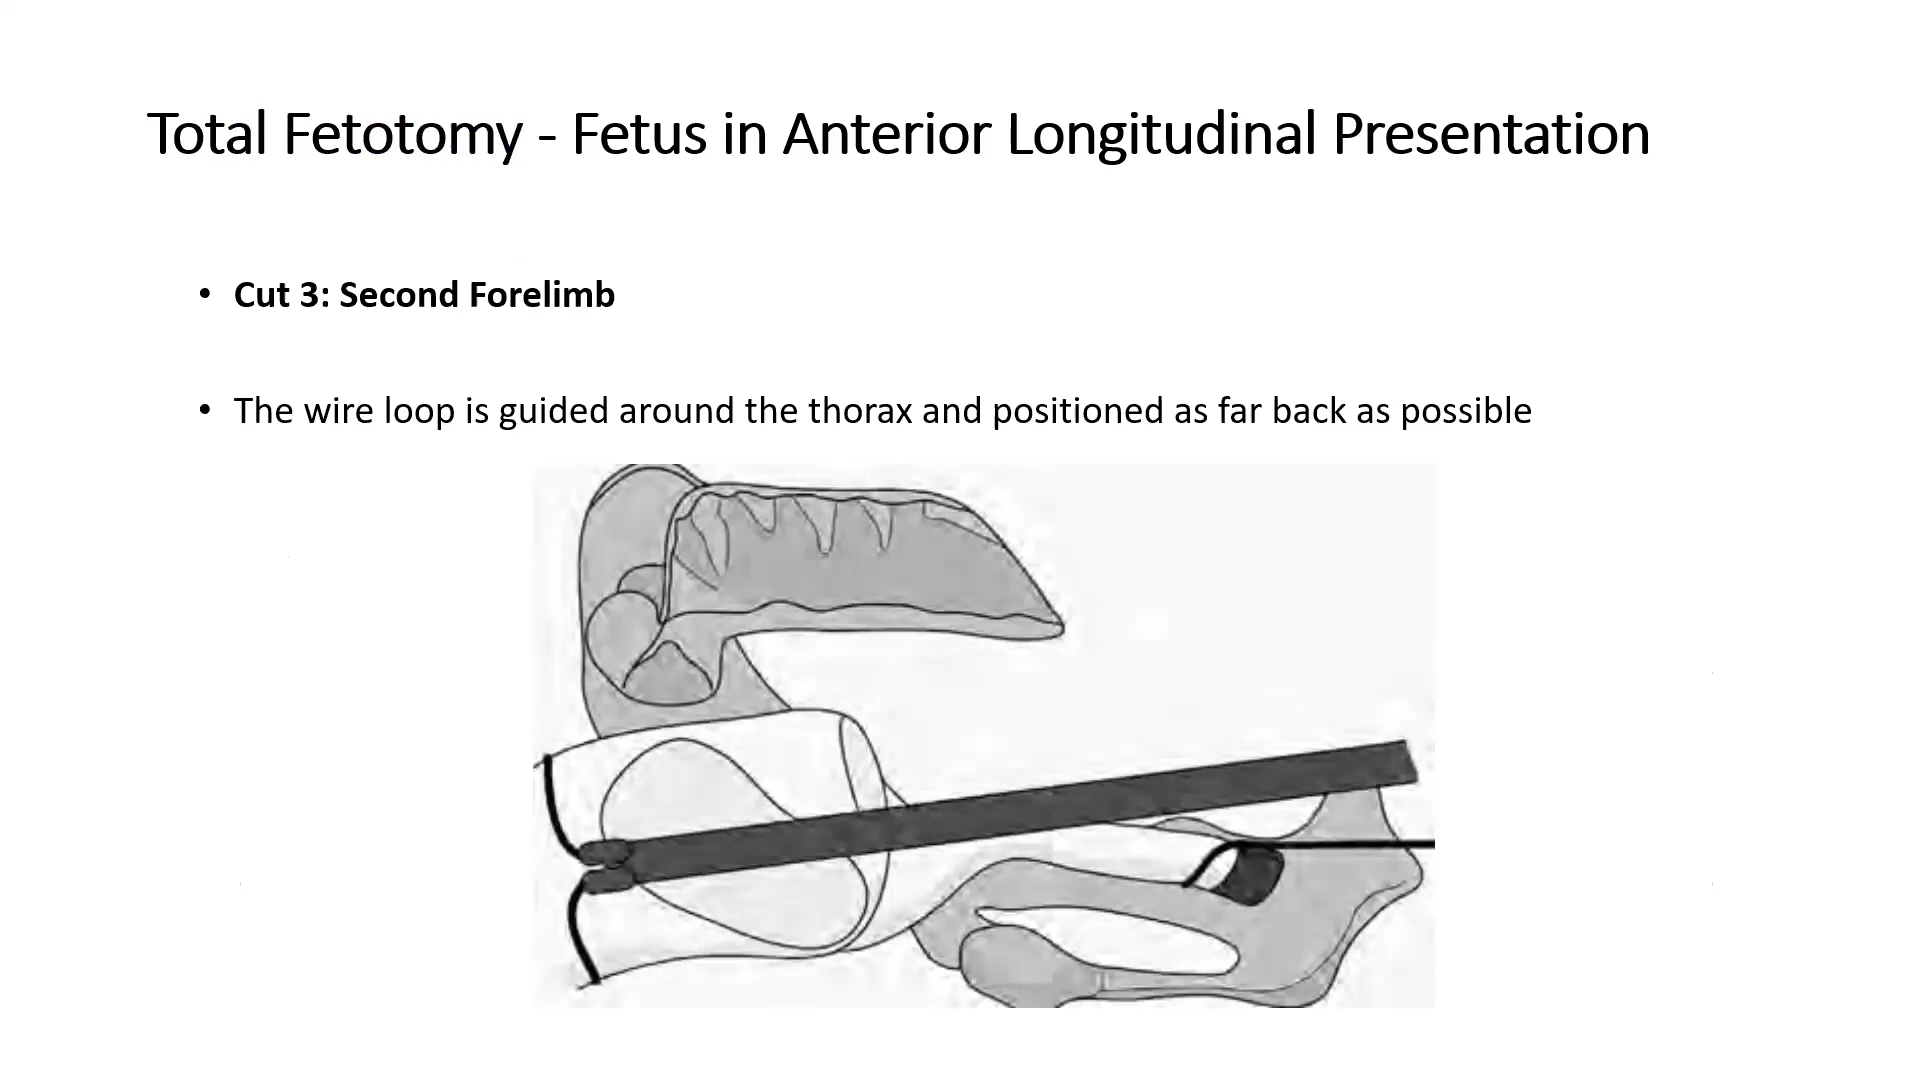 Total Fetotomy - Fetus in Anterior Longitudinal Presentation
• Cut 3: Second Forelimb
• The wire loop is guided around the thorax and positioned as far back as possible